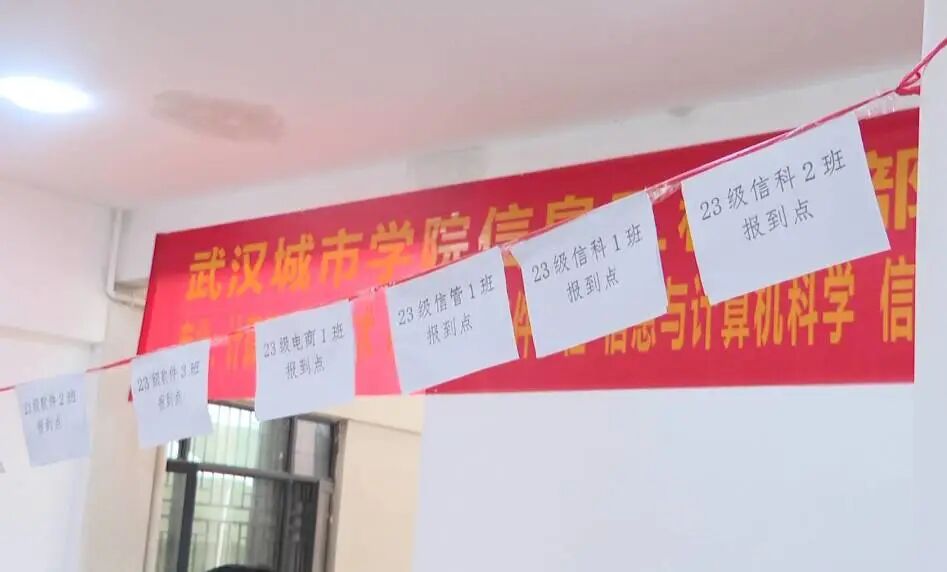 武汉城市学院信息
部
计算
信息与计算机科学 信
23级软件2班
报到点
23级软件3班
报到点
23级电商1班
报到点
23级信管1班
报到点
23级信科1班
报到点
23级信科2班
报到点